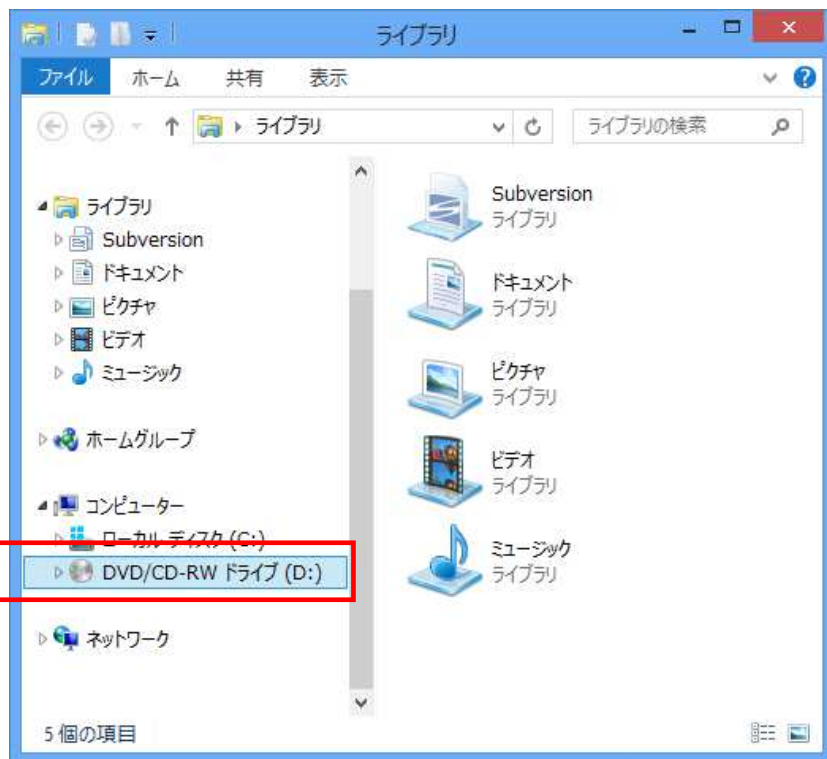 ライブラリ
ファイル ホーム 共有 表示
ライブラリ ライブラリの検索
ライブラリ
Subversion
ドキュメント
ピクチャ
ビデオ
ミュージック
ホームグループ
コンピューター
ローカル ディスク (C:)
DVD/CD-RW ドライブ (D:)
ネットワーク
Subversion
ライブラリ
ドキュメント
ライブラリ
ピクチャ
ライブラリ
ビデオ
ライブラリ
ミュージック
ライブラリ
5 個の項目